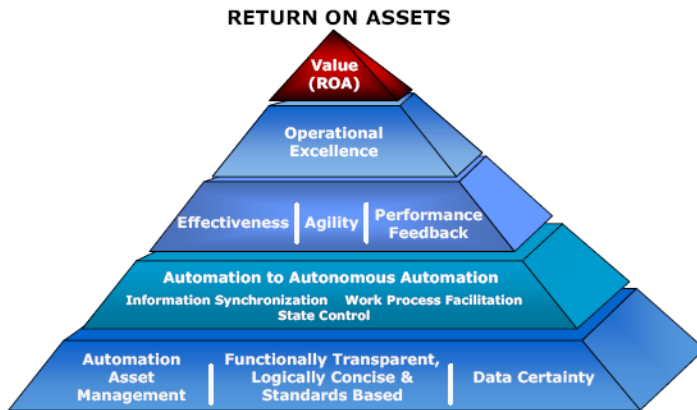 RETURN ON ASSETS
Value
(ROA)
Operational
Excellence
Effectiveness
Agility
Performance
Feedback
Automation to Autonomous Automation
Information Synchronization Work Process Facilitation
State Control
Automation
Asset
Management
Functionally Transparent,
Logically Concise &
Standards Based
Data Certainty